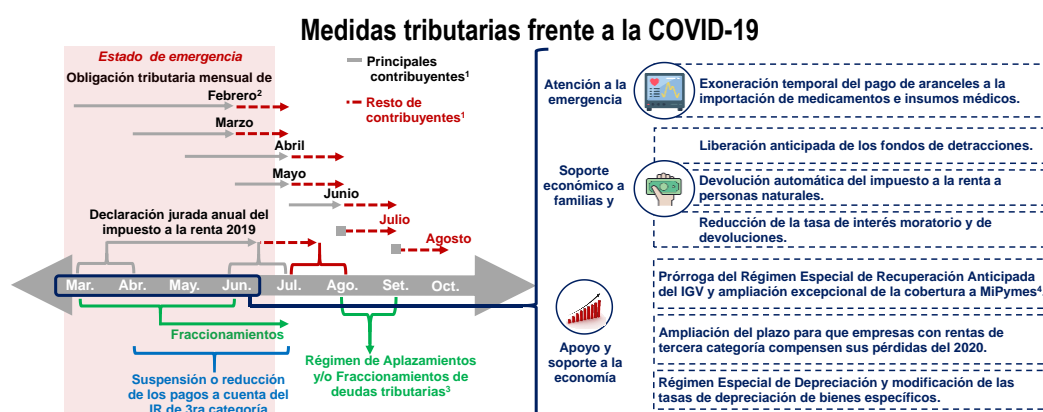 Medidas tributarias frente a la COVID-19
Estado de emergencia
Obligación tributaria mensual de
Febrero²
Marzo
Abril
Mayo
Junio
Julio
Agosto
Principales
contribuyentes¹
Resto de
contribuyentes¹
Declaración jurada anual del
impuesto a la renta 2019
Mar. Abr. May. Jun. Jul. Ago. Set. Oct.
Fraccionamientos
Suspensión o reducción
de los pagos a cuenta del
IR de 3ra categoría
Régimen de Aplazamientos
y/o Fraccionamientos de
deudas tributarias³
Atención a la
emergencia
Exoneración temporal del pago de aranceles a la
importación de medicamentos e insumos médicos.
Soporte
económico a
familias y
Liberación anticipada de los fondos de detracciones.
Devolución automática del impuesto a la renta a
personas naturales.
Reducción de la tasa de interés moratorio y de
devoluciones.
Apoyo y
soporte a la
economía
Prórroga del Régimen Especial de Recuperación Anticipada
del IGV y ampliación excepcional de la cobertura a MiPymes⁴.
Ampliación del plazo para que empresas con rentas de
tercera categoría compensen sus pérdidas del 2020.
Régimen Especial de Depreciación y modificación de las
tasas de depreciación de bienes específicos.